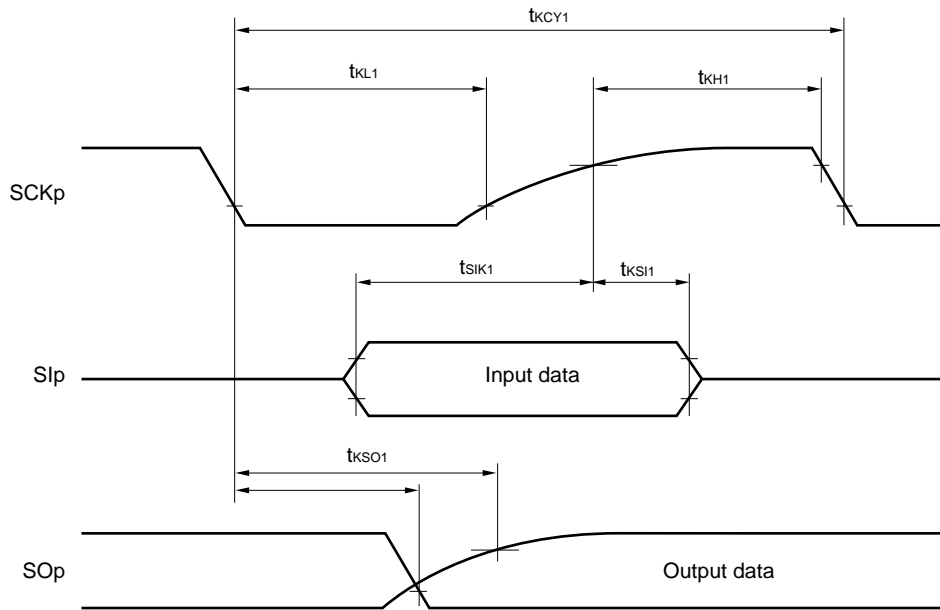 tKCY1
tKL1
tKH1
SCKp
tSIK1
tKSI1
SIp
Input data
tKSO1
SOp
Output data